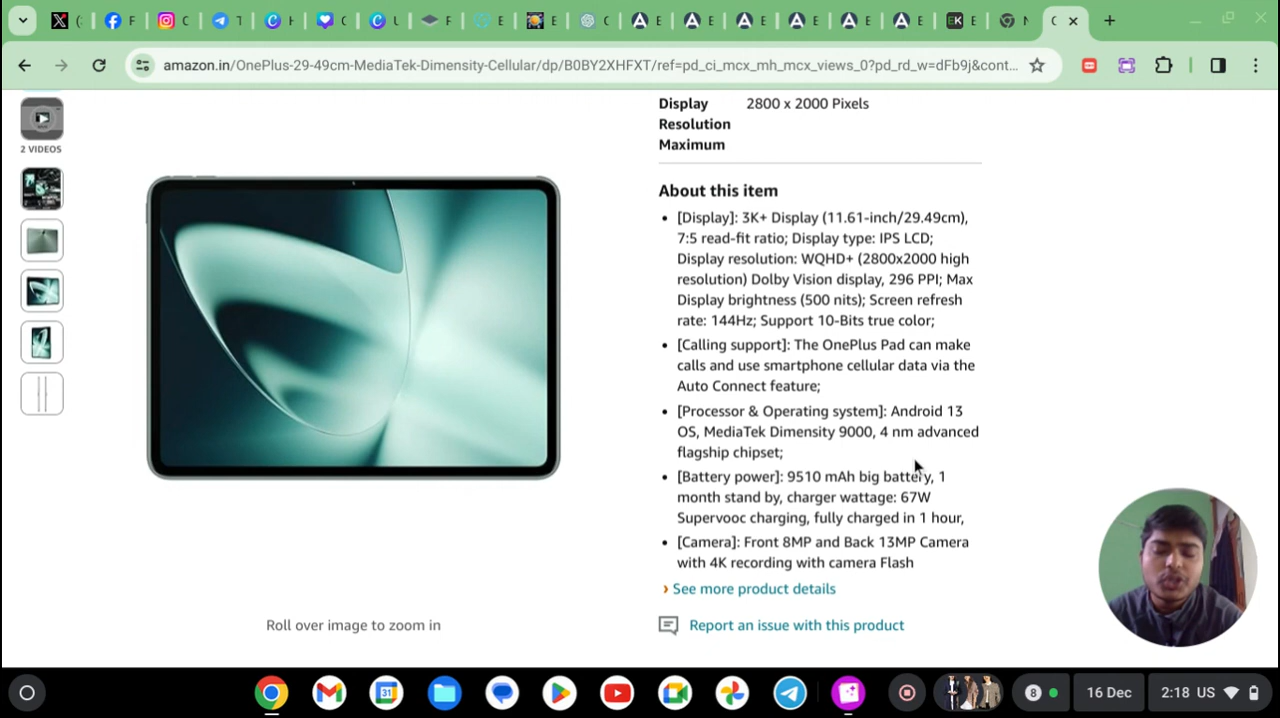 amazon.in/OnePlus-29-49cm-MediaTek-Dimensity-Cellular/dp/B0BY2XHFXT/ref=pd_ci_mcx_mh_mcx_views_0?pd_rd_w=dFb9j&cont...
2 VIDEOS
Display 2800 x 2000 Pixels
Resolution
Maximum
About this item
[Display]: 3K+ Display (11.61-inch/29.49cm),
7:5 read-fit ratio; Display type: IPS LCD;
Display resolution: WQHD+ (2800x2000 high
resolution) Dolby Vision display, 296 PPI; Max
Display brightness (500 nits); Screen refresh
rate: 144Hz; Support 10-Bits true color;
[Calling support]: The OnePlus Pad can make
calls and use smartphone cellular data via the
Auto Connect feature;
[Processor & Operating system]: Android 13
OS, MediaTek Dimensity 9000, 4 nm advanced
flagship chipset;
[Battery power]: 9510 mAh big battery, 1
month stand by, charger wattage: 67W
Supervooc charging, fully charged in 1 hour,
[Camera]: Front 8MP and Back 13MP Camera
with 4K recording with camera Flash
› See more product details
Report an issue with this product
Roll over image to zoom in
31
8
16 Dec
2:18 US